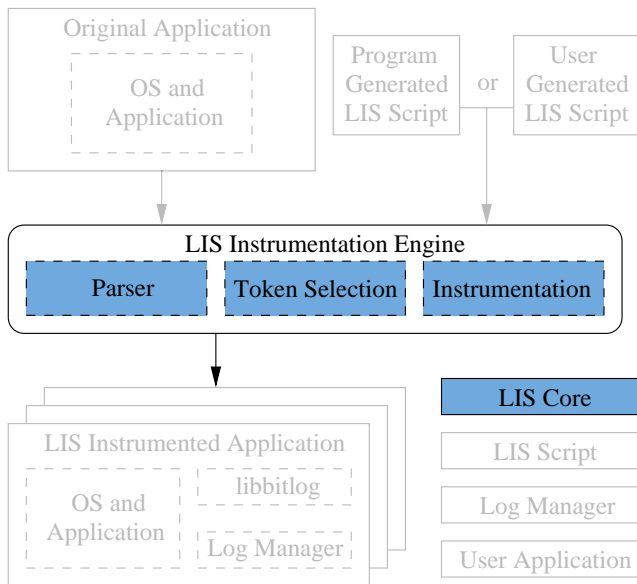 Original Application
OS and
Application
Program
Generated
LIS Script
or
User
Generated
LIS Script
LIS Instrumentation Engine
Parser
Token Selection
Instrumentation
LIS Instrumented Application
OS and
Application
libbitlog
Log Manager
LIS Core
LIS Script
Log Manager
User Application